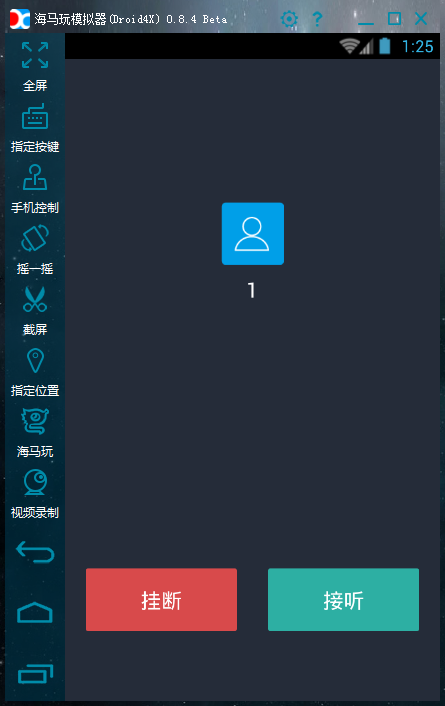 海马玩模拟器(Droid4X) 0.8.4 Beta
?
1:25
全屏
指定按键
手机控制
摇一摇
截屏
指定位置
海马玩
视频录制
1
挂断
接听